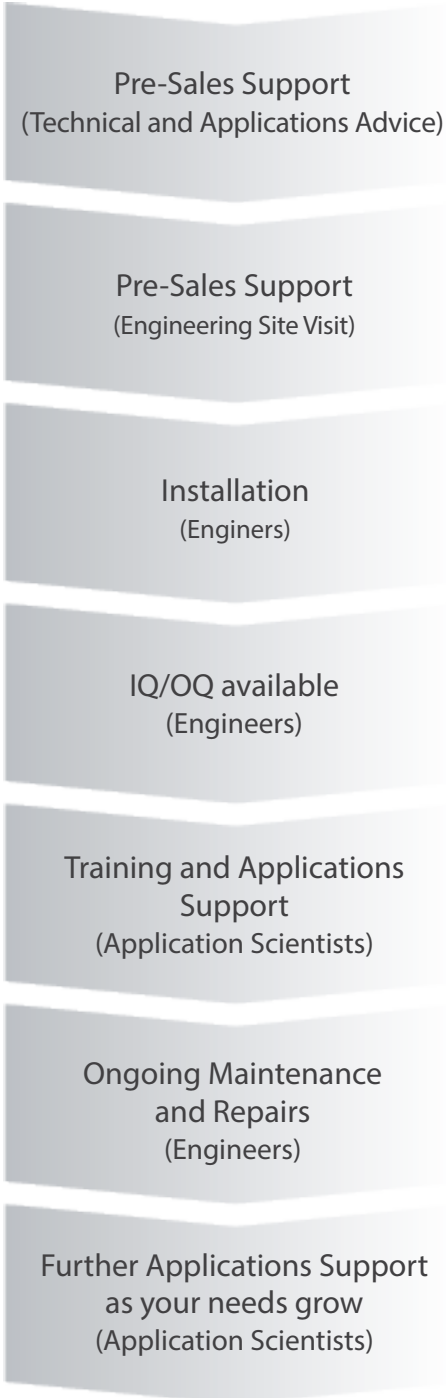 Pre-Sales Support
(Technical and Applications Advice)
Pre-Sales Support
(Engineering Site Visit)
Installation
(Enginers)
IQ/OQ available
(Engineers)
Training and Applications
Support
(Application Scientists)
Ongoing Maintenance
and Repairs
(Engineers)
Further Applications Support
as your needs grow
(Application Scientists)